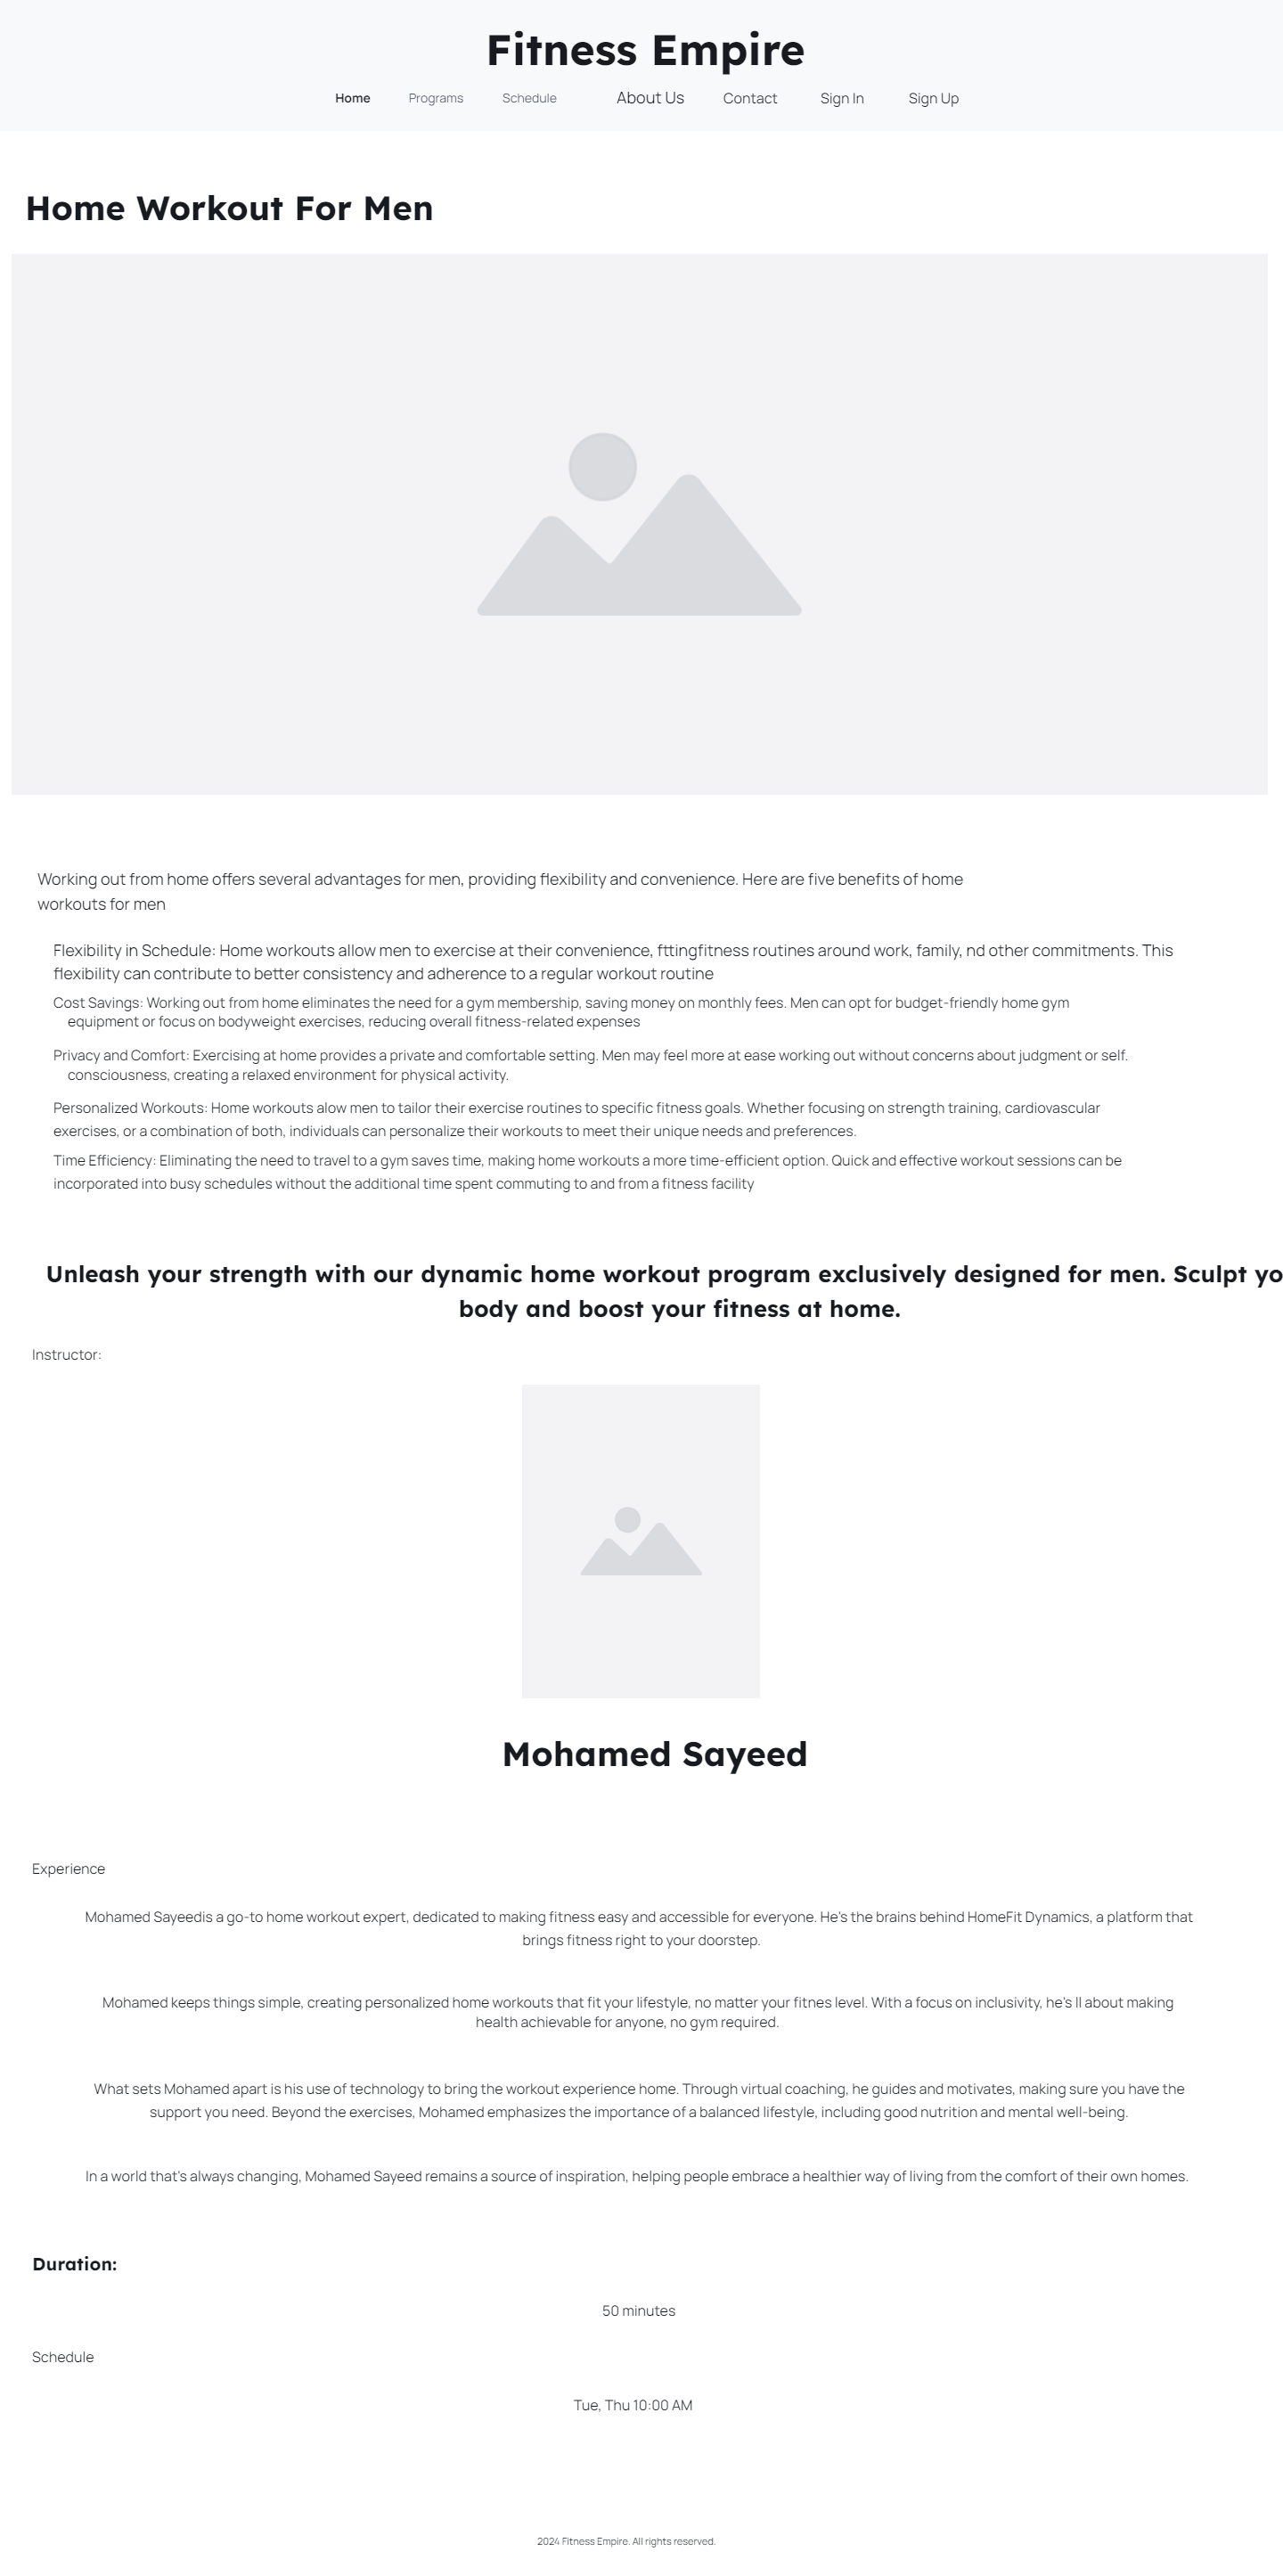 Fitness Empire
Home Programs Schedule About Us Contact Sign In Sign Up
Home Workout For Men
Working out from home offers several advantages for men, providing flexibility and convenience. Here are five benefits of home
workouts for men
Flexibility in Schedule: Home workouts allow men to exercise at their convenience, fttingfitness routines around work, family, nd other commitments. This
flexibility can contribute to better consistency and adherence to a regular workout routine
Cost Savings: Working out from home eliminates the need for a gym membership, saving money on monthly fees. Men can opt for budget-friendly home gym
equipment or focus on bodyweight exercises, reducing overall fitness-related expenses
Privacy and Comfort: Exercising at home provides a private and comfortable setting. Men may feel more at ease working out without concerns about judgment or self.
consciousness, creating a relaxed environment for physical activity.
Personalized Workouts: Home workouts alow men to tailor their exercise routines to specific fitness goals. Whether focusing on strength training, cardiovascular
exercises, or a combination of both, individuals can personalize their workouts to meet their unique needs and preferences.
Time Efficiency: Eliminating the need to travel to a gym saves time, making home workouts a more time-efficient option. Quick and effective workout sessions can be
incorporated into busy schedules without the additional time spent commuting to and from a fitness facility
Unleash your strength with our dynamic home workout program exclusively designed for men. Sculpt yo
body and boost your fitness at home.
Instructor:
Mohamed Sayeed
Experience
Mohamed Sayeedis a go-to home workout expert, dedicated to making fitness easy and accessible for everyone. He's the brains behind HomeFit Dynamics, a platform that
brings fitness right to your doorstep.
Mohamed keeps things simple, creating personalized home workouts that fit your lifestyle, no matter your fitnes level. With a focus on inclusivity, he's ll about making
health achievable for anyone, no gym required.
What sets Mohamed apart is his use of technology to bring the workout experience home. Through virtual coaching, he guides and motivates, making sure you have the
support you need. Beyond the exercises, Mohamed emphasizes the importance of a balanced lifestyle, including good nutrition and mental well-being.
In a world that's always changing, Mohamed Sayeed remains a source of inspiration, helping people embrace a healthier way of living from the comfort of their own homes.
Duration:
50 minutes
Schedule
Tue, Thu 10:00 AM
2024 Fitness Empire. All rights reserved.